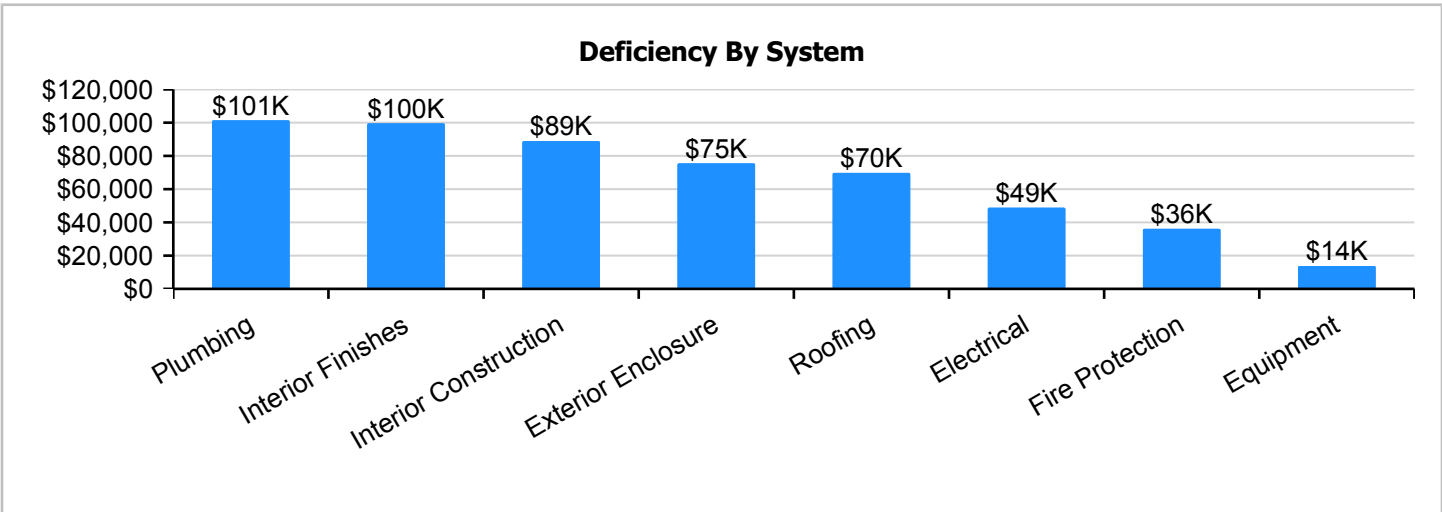 Deficiency By System
$120,000
$100,000
$80,000
$60,000
$40,000
$20,000
$0
$101K
$100K
$89K
$75K
$70K
$49K
$36K
$14K
Plumbing
Interior Finishes
Interior Construction
Exterior Enclosure
Roofing
Electrical
Fire Protection
Equipment